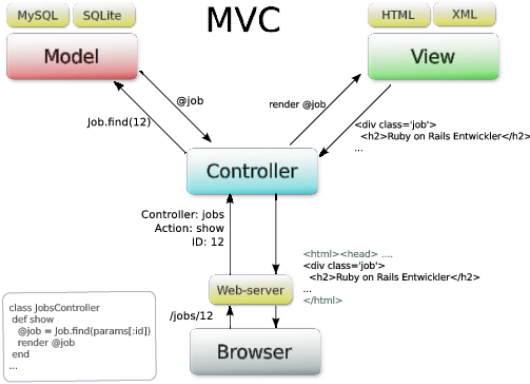 MVC
MySQL
SQLite
HTML
XML
Model
View
@job
render @job
Job.find(12)
<div class='job'>
<h2>Ruby on Rails Entwickler</h2>
...
Controller
Controller: jobs
Action: show
ID: 12
<html><head> ....
<div class='job'>
<h2>Ruby on Rails Entwickler</h2>
...
</html>
Web-server
/jobs/12
Browser
class JobsController
def show
@job = Job.find(params[:id])
render @job
end
...